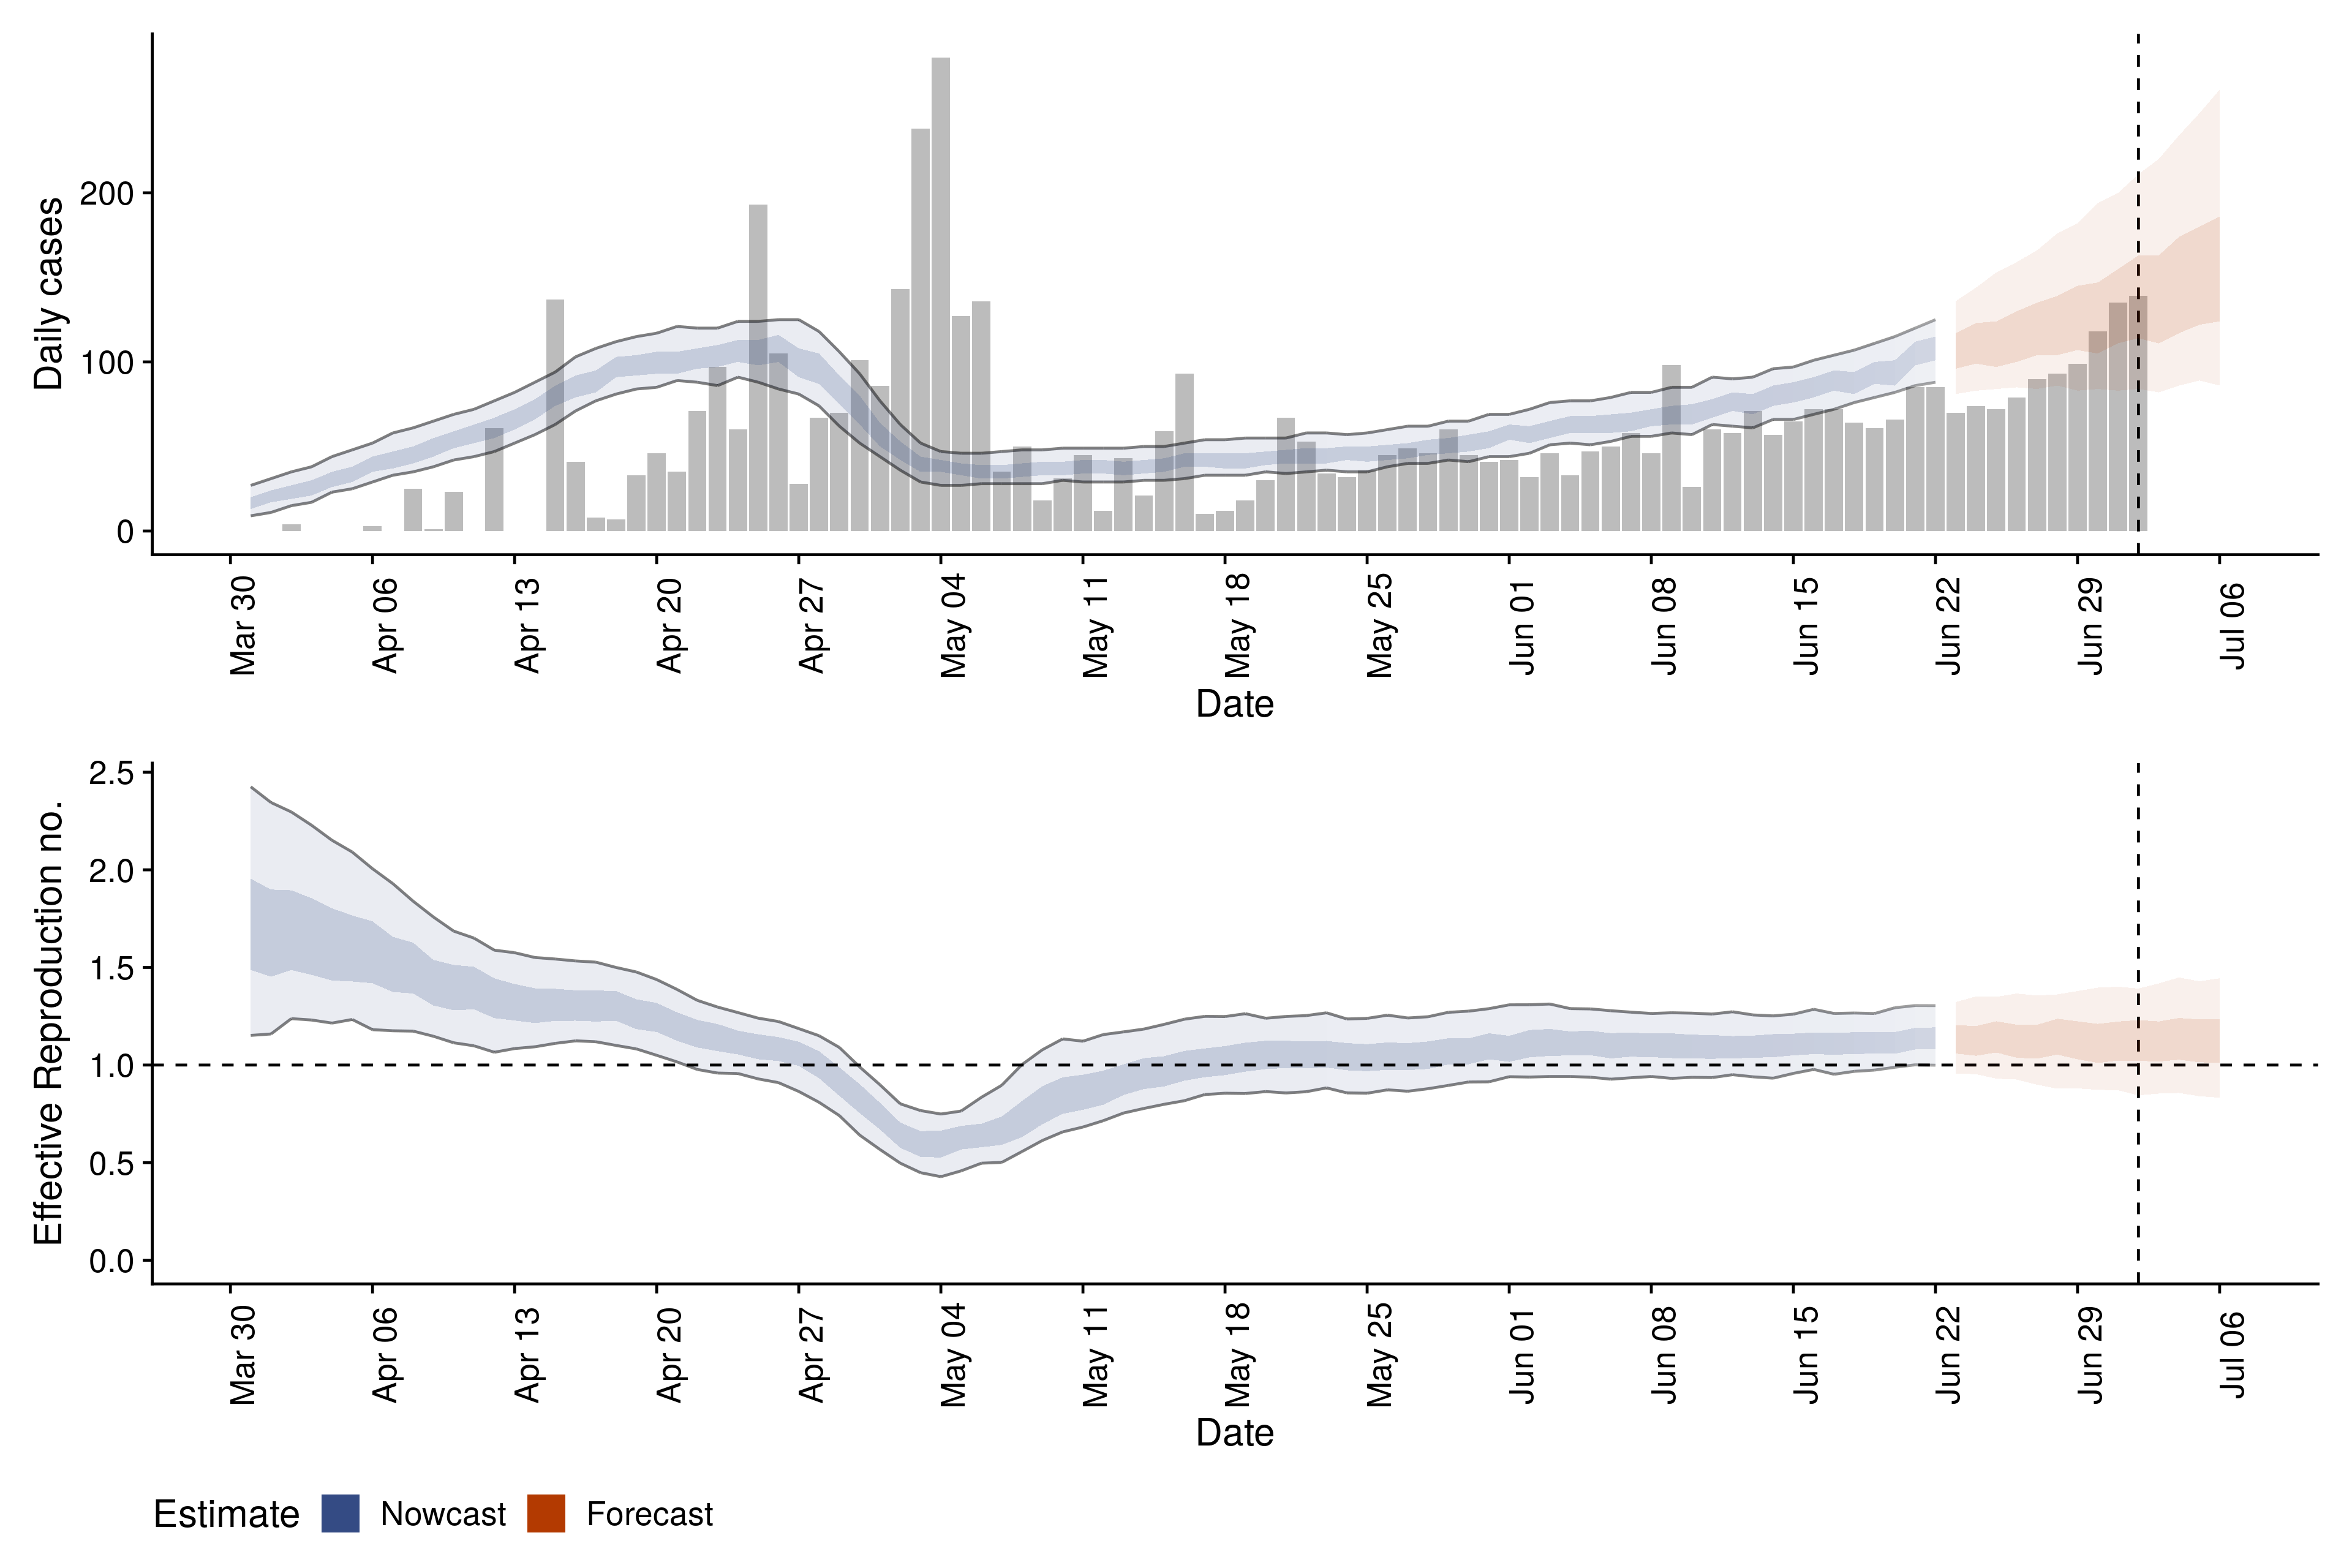 Daily cases
200
100
0
Mar 30 Apr 06 Apr 13 Apr 20 Apr 27 May 04 May 11 May 18 May 25 Jun 01 Jun 08 Jun 15 Jun 22 Jun 29 Jul 06
Date
Effective Reproduction no.
2.5
2.0
1.5
1.0
0.5
0.0
Mar 30 Apr 06 Apr 13 Apr 20 Apr 27 May 04 May 11 May 18 May 25 Jun 01 Jun 08 Jun 15 Jun 22 Jun 29 Jul 06
Date
Estimate Nowcast Forecast